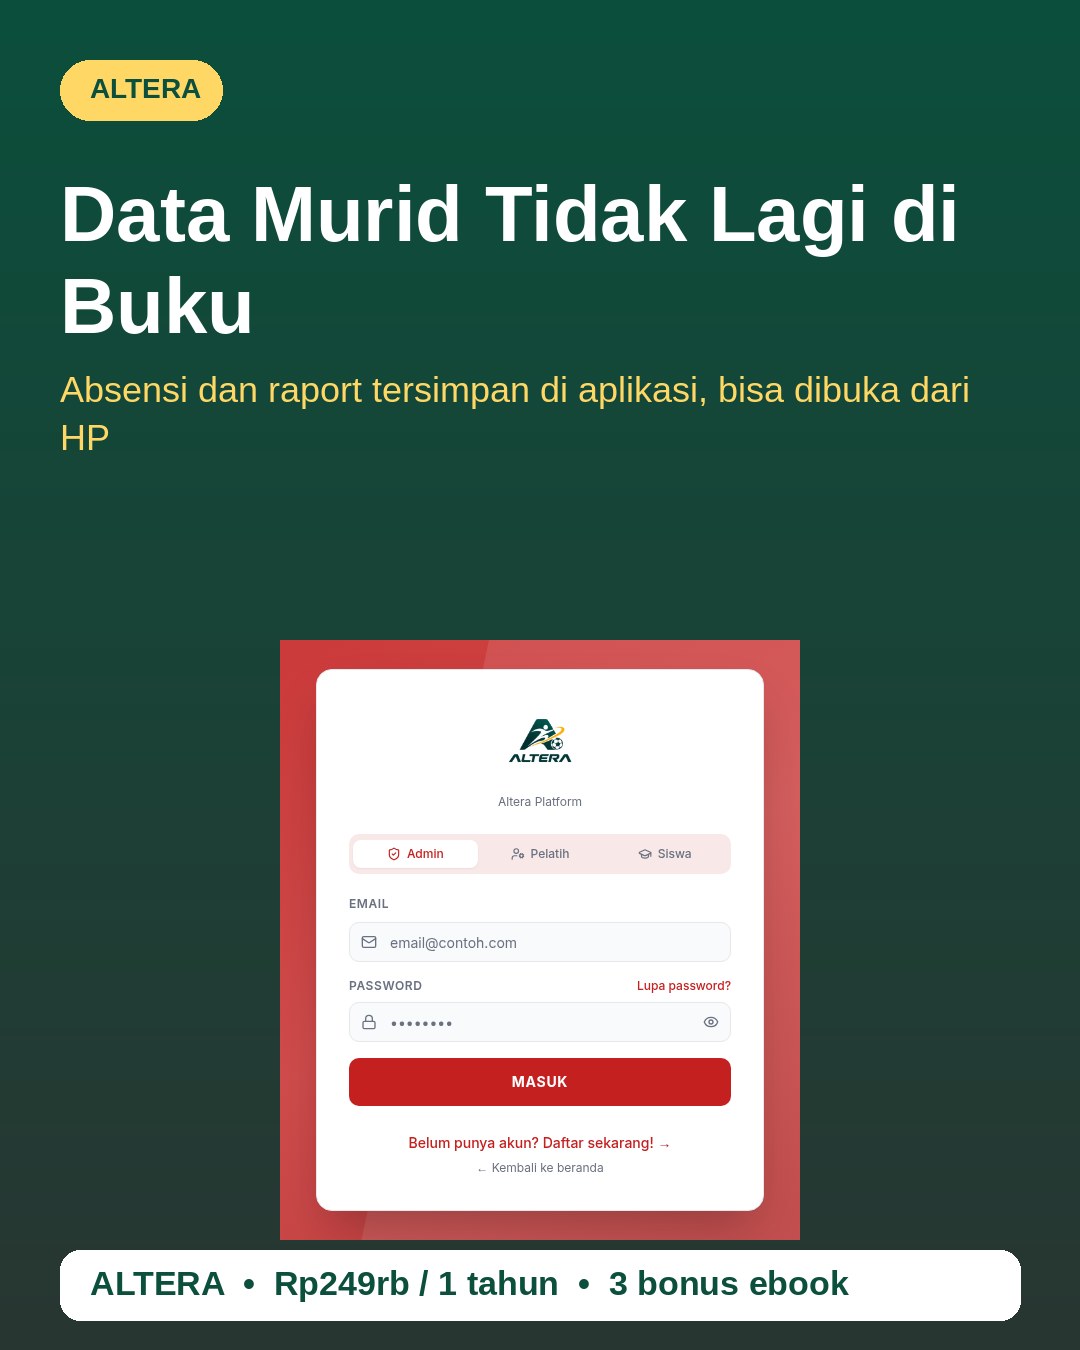 ALTERA
Data Murid Tidak Lagi di
Buku
Absensi dan raport tersimpan di aplikasi, bisa dibuka dari
HP
ALTERA
Altera Platform
Admin Pelatih Siswa
EMAIL
email@contoh.com
PASSWORD Lupa password?
••••••••
MASUK
Belum punya akun? Daftar sekarang! →
← Kembali ke beranda
ALTERA • Rp249rb / 1 tahun • 3 bonus ebook